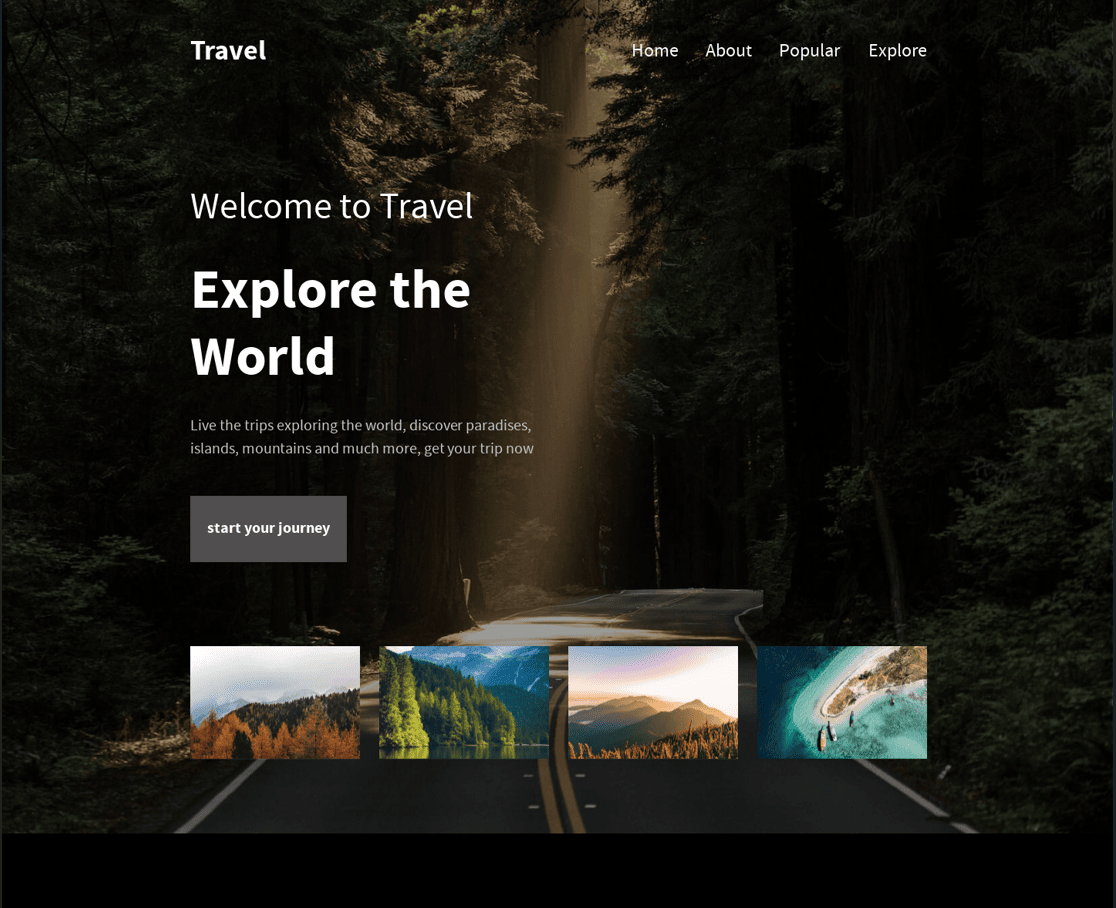 Travel
Home About Popular Explore
Welcome to Travel
Explore the
World
Live the trips exploring the world, discover paradises,
islands, mountains and much more, get your trip now
start your journey